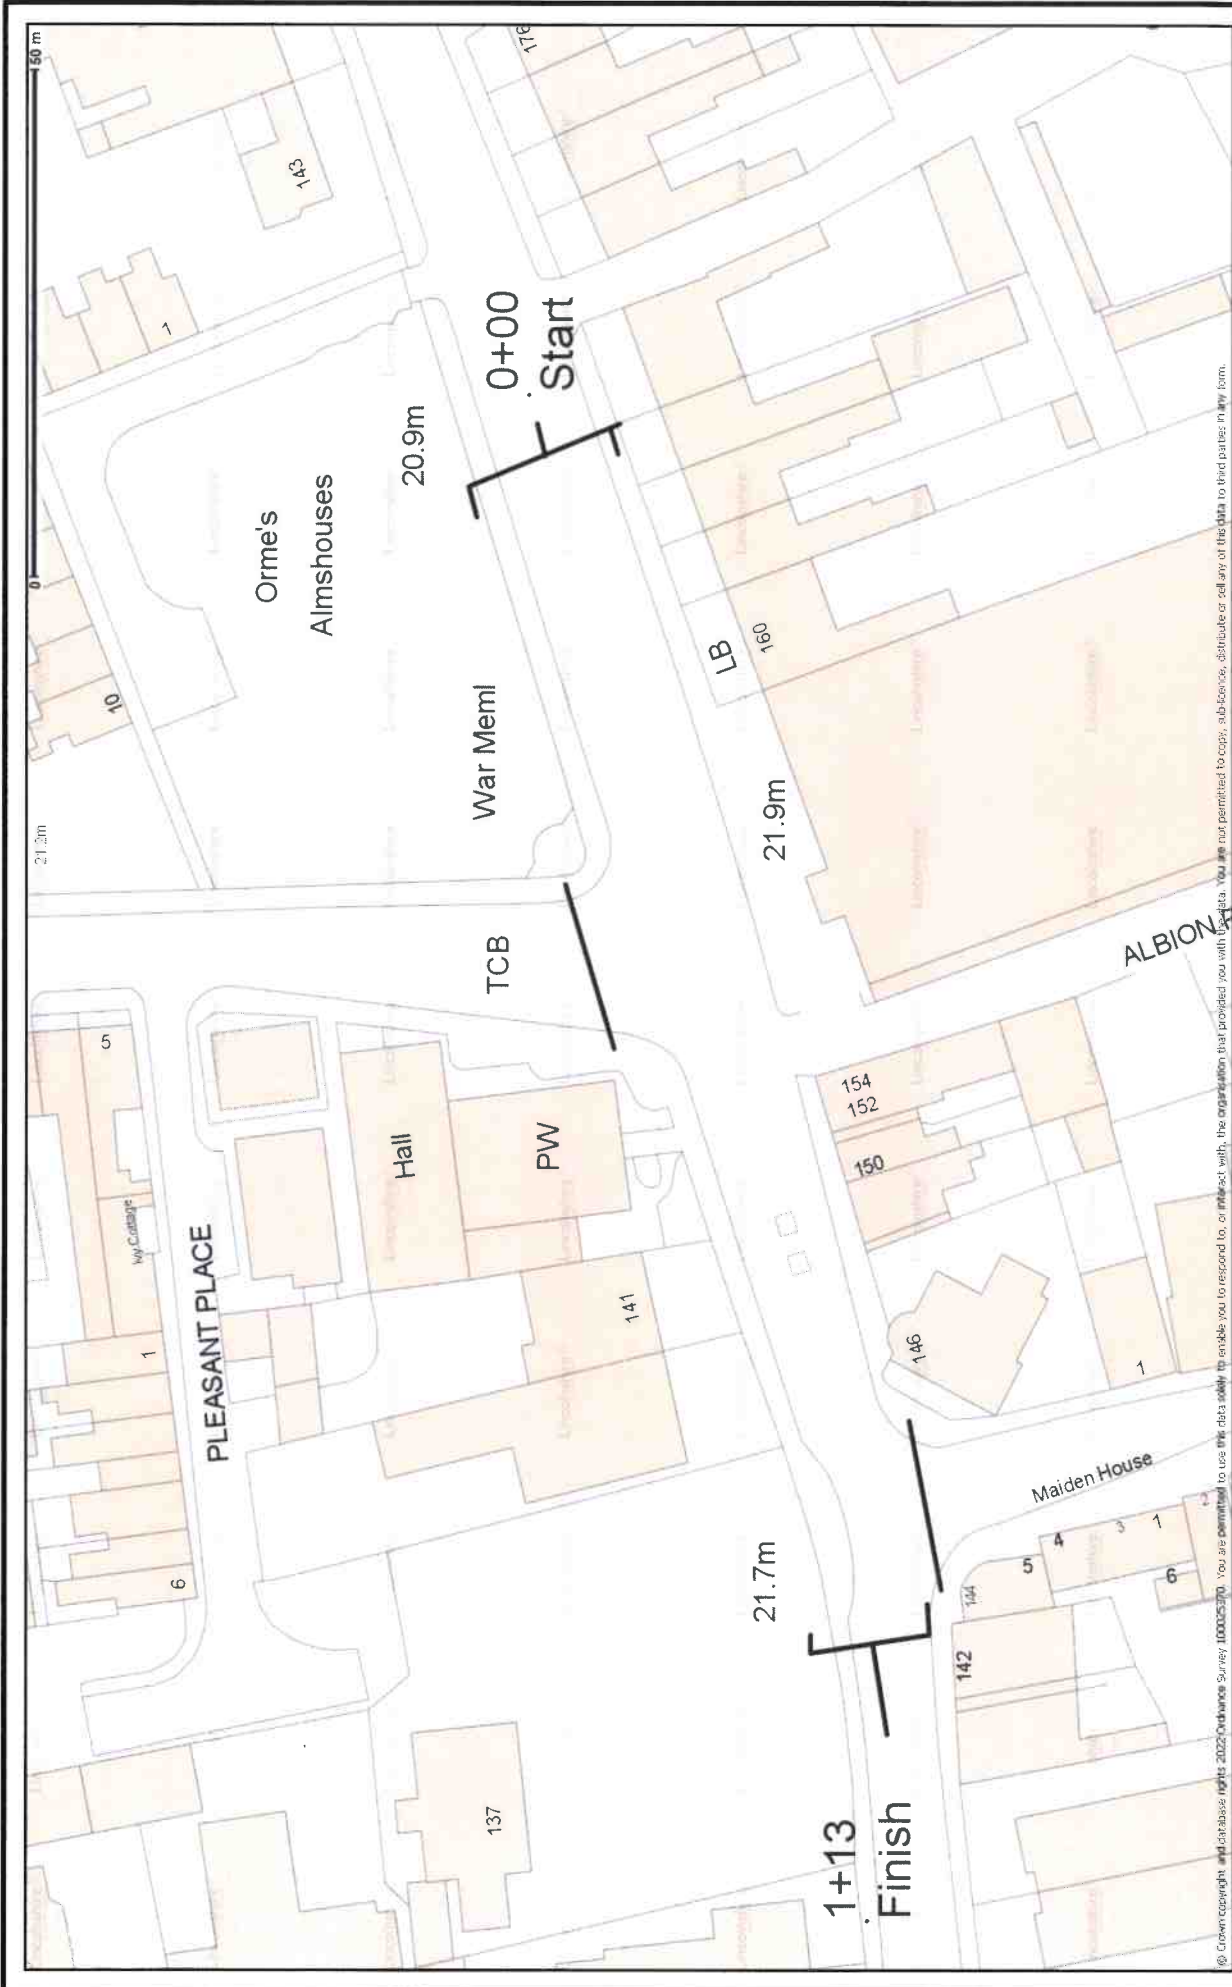 0
50 m
21.2m
143
176
1
10
Orme's
Almshouses
20.9m
0+00
Start
War Meml
LB
160
21.9m
TCB
5
Ivy Cottage
PLEASANT PLACE
Hall
PW
141
1
6
154
152
150
146
1
ALBION
Maiden House
21.7m
144
142
5
4
3
1
2
6
137
1+13
Finish
© Crown copyright and database rights 2022 Ordnance Survey 100025370. You are permitted to use this data solely to enable you to respond to, or interact with, the organisation that provided you with the data. You are not permitted to copy, sub-licence, distribute or sell any of this data to third parties in any form.